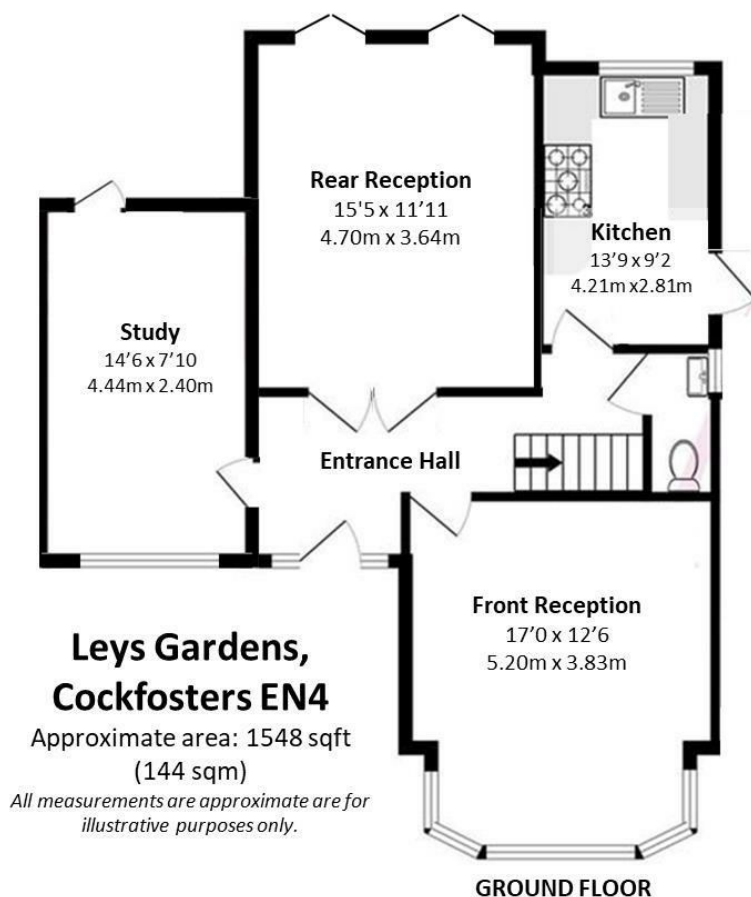 Rear Reception
15'5 x 11’11
4.70m x 3.64m
Kitchen
13’9 x 9’2
4.21m x2.81m
Study
14’6 x 7’10
4.44m x 2.40m
Entrance Hall
Front Reception
17’0 x 12’6
5.20m x 3.83m
Leys Gardens,
Cockfosters EN4
Approximate area: 1548 sqft
(144 sqm)
All measurements are approximate are for
illustrative purposes only.
GROUND FLOOR